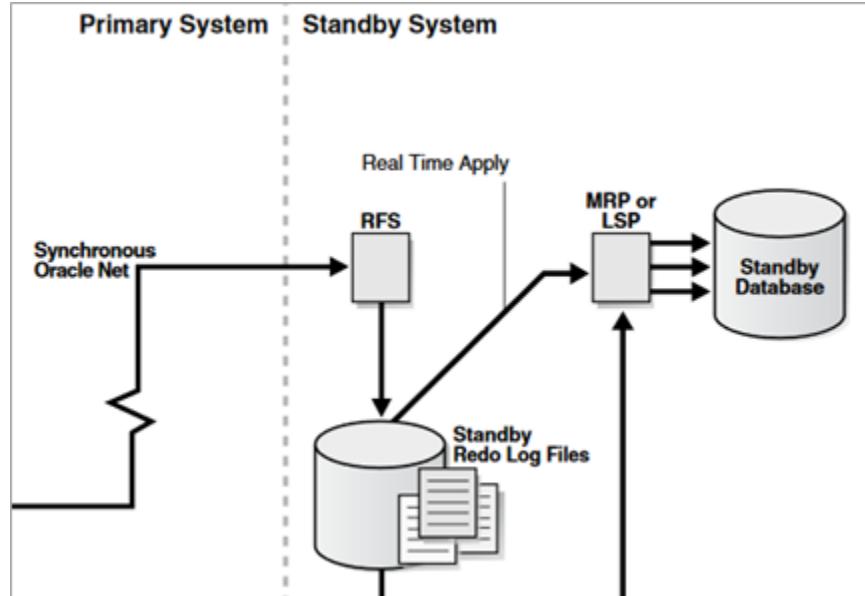 Primary System
Standby System
Real Time Apply
RFS
MRP or
LSP
Synchronous
Oracle Net
Standby
Database
Standby
Redo Log Files